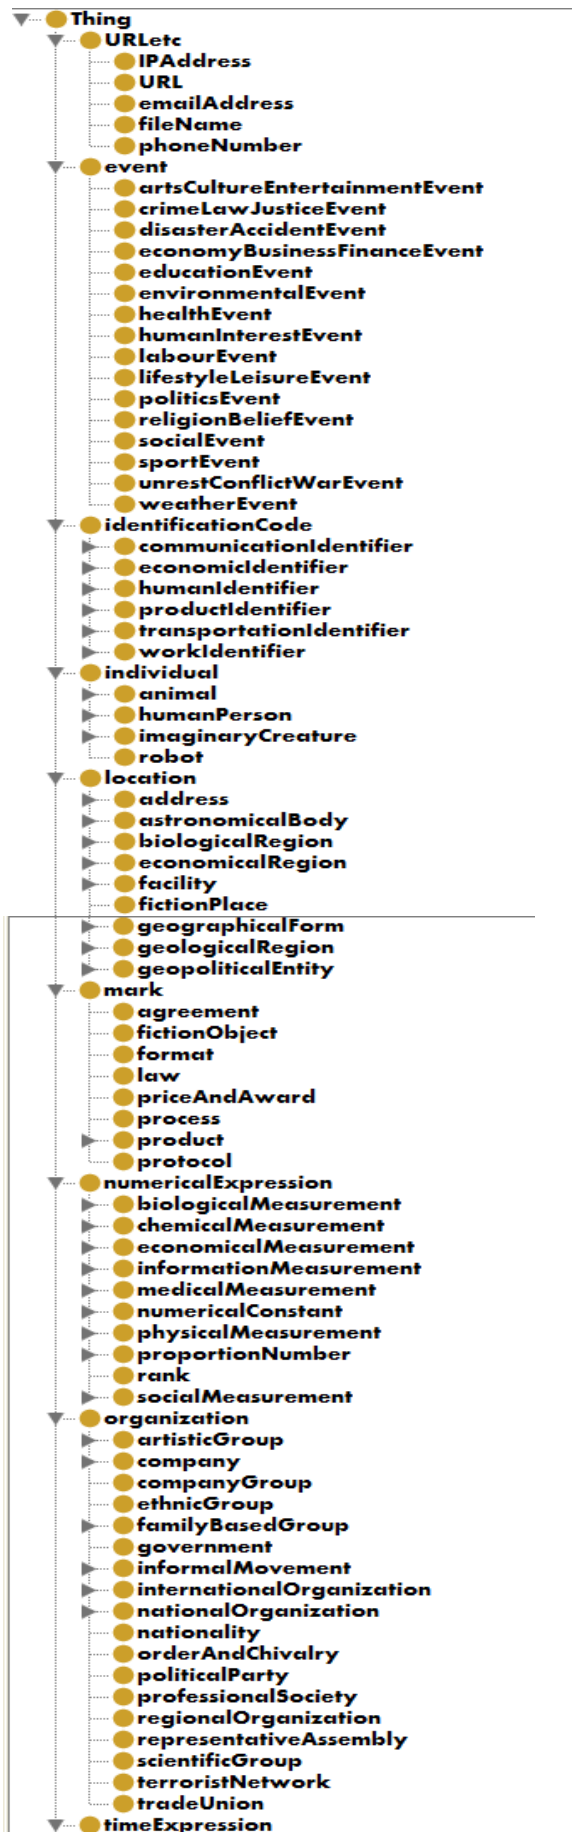 Thing
URLetc
IPAddress
URL
emailAddress
fileName
phoneNumber
event
artsCultureEntertainmentEvent
crimeLawJusticeEvent
disasterAccidentEvent
economyBusinessFinanceEvent
educationEvent
environmentalEvent
healthEvent
humanInterestEvent
labourEvent
lifestyleLeisureEvent
politicsEvent
religionBeliefEvent
socialEvent
sportEvent
unrestConflictWarEvent
weatherEvent
identificationCode
communicationIdentifier
economicIdentifier
humanIdentifier
productIdentifier
transportationIdentifier
workIdentifier
individual
animal
humanPerson
imaginaryCreature
robot
location
address
astronomicalBody
biologicalRegion
economicalRegion
facility
fictionPlace
geographicalForm
geologicalRegion
geopoliticalEntity
mark
agreement
fictionObject
format
law
priceAndAward
process
product
protocol
numericalExpression
biologicalMeasurement
chemicalMeasurement
economicalMeasurement
informationMeasurement
medicalMeasurement
numericalConstant
physicalMeasurement
proportionNumber
rank
socialMeasurement
organization
artisticGroup
company
companyGroup
ethnicGroup
familyBasedGroup
government
informalMovement
internationalOrganization
nationalOrganization
nationality
orderAndChivalry
politicalParty
professionalSociety
regionalOrganization
representativeAssembly
scientificGroup
terroristNetwork
tradeUnion
timeExpression